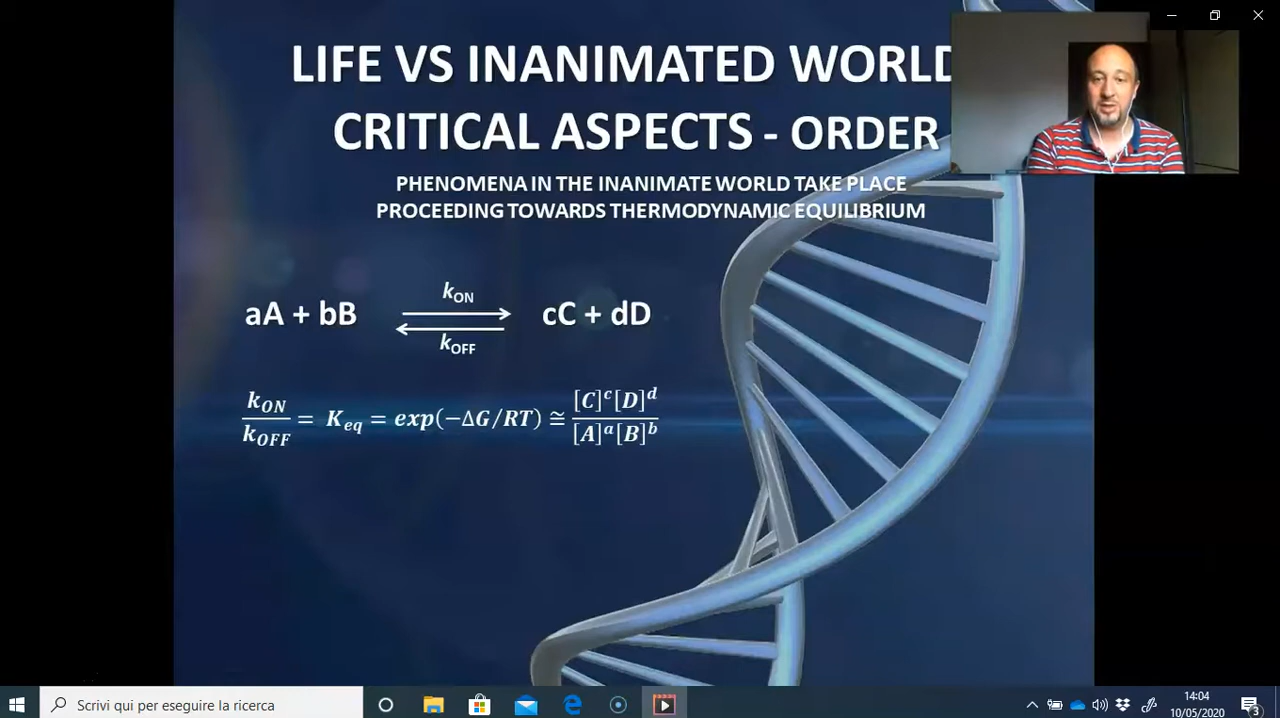 LIFE VS INANIMATED WORLD
CRITICAL ASPECTS - ORDER
PHENOMENA IN THE INANIMATE WORLD TAKE PLACE
PROCEEDING TOWARDS THERMODYNAMIC EQUILIBRIUM
kON
aA + bB cC + dD
kOFF
kON/kOFF = Keq = exp(−ΔG/RT) ≅ [C]^c[D]^d/[A]^a[B]^b
Scrivi qui per eseguire la ricerca
14:04
10/05/2020
3